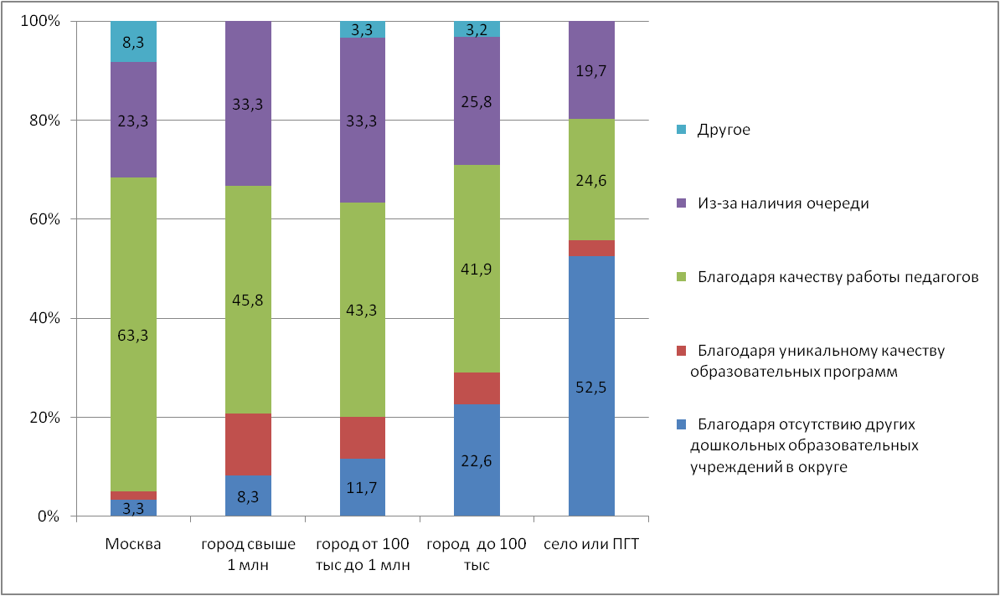 100%
80%
60%
40%
20%
0%
8,3
23,3
63,3
3,3
33,3
45,8
8,3
3,3
33,3
43,3
11,7
3,2
25,8
41,9
22,6
19,7
24,6
52,5
Москва
город свыше
1 млн
город от 100
тыс до 1 млн
город до 100
тыс
село или ПГТ
Другое
Из-за наличия очереди
Благодаря качеству работы педагогов
Благодаря уникальному качеству
образовательных программ
Благодаря отсутствию других
дошкольных образовательных
учреждений в округе